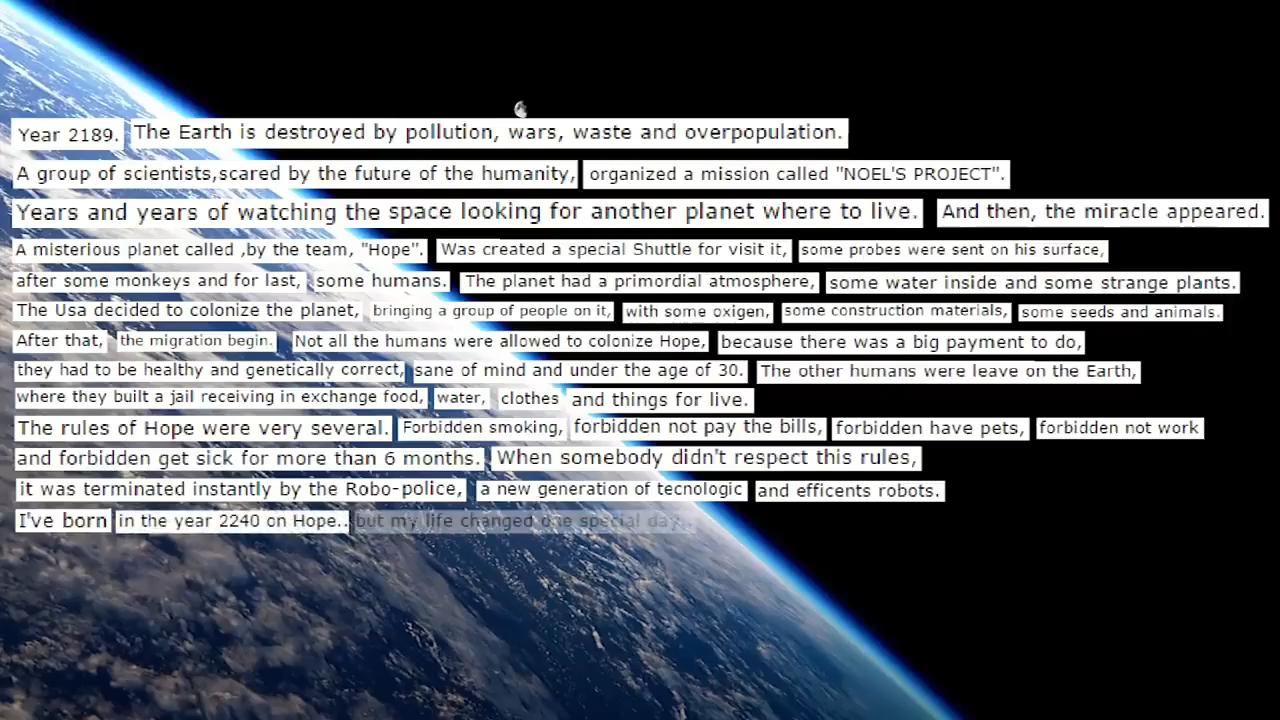 Year 2189. The Earth is destroyed by pollution, wars, waste and overpopulation.
A group of scientists,scared by the future of the humanity, organized a mission called "NOEL'S PROJECT".
Years and years of watching the space looking for another planet where to live. And then, the miracle appeared.
A misterious planet called ,by the team, "Hope". Was created a special Shuttle for visit it, some probes were sent on his surface,
after some monkeys and for last, some humans. The planet had a primordial atmosphere, some water inside and some strange plants.
The Usa decided to colonize the planet, bringing a group of people on it, with some oxigen, some construction materials, some seeds and animals.
After that, the migration begin. Not all the humans were allowed to colonize Hope, because there was a big payment to do,
they had to be healthy and genetically correct, sane of mind and under the age of 30. The other humans were leave on the Earth,
where they built a jail receiving in exchange food, water, clothes and things for live.
The rules of Hope were very several. Forbidden smoking, forbidden not pay the bills, forbidden have pets, forbidden not work
and forbidden get sick for more than 6 months. When somebody didn't respect this rules,
it was terminated instantly by the Robo-police, a new generation of tecnologic and efficents robots.
I've born in the year 2240 on Hope.. but my life changed one special day..